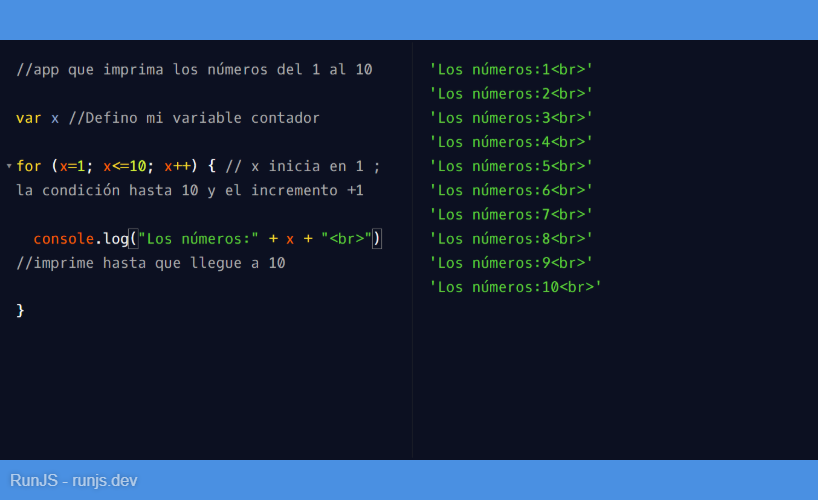 //app que imprima los números del 1 al 10
var x //Defino mi variable contador
for (x=1; x<=10; x++) { // x inicia en 1 ;
la condición hasta 10 y el incremento +1
console.log("Los números:" + x + "<br>")
//imprime hasta que llegue a 10
}
'Los números:1<br>'
'Los números:2<br>'
'Los números:3<br>'
'Los números:4<br>'
'Los números:5<br>'
'Los números:6<br>'
'Los números:7<br>'
'Los números:8<br>'
'Los números:9<br>'
'Los números:10<br>'
RunJS - runjs.dev